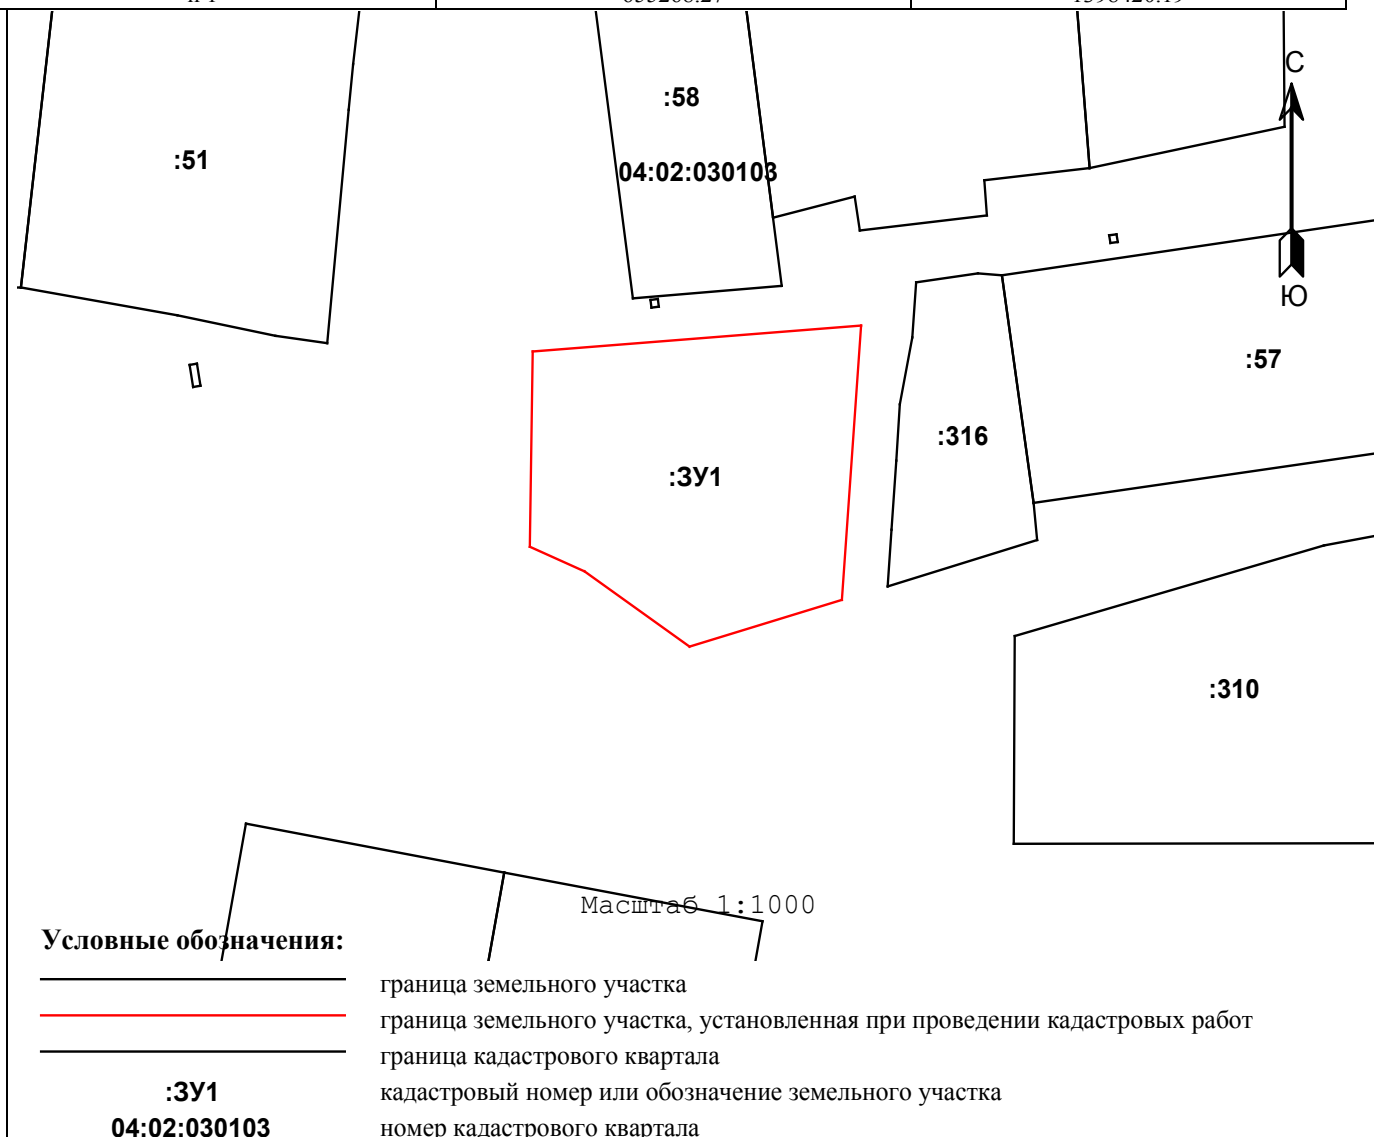 С
:58
:51
04:02:030103
Ю
:57
:316
:ЗУ1
:310
Масштаб 1:1000
Условные обозначения:
граница земельного участка
граница земельного участка, установленная при проведении кадастровых работ
граница кадастрового квартала
:ЗУ1 кадастровый номер или обозначение земельного участка
04:02:030103 номер кадастрового квартала